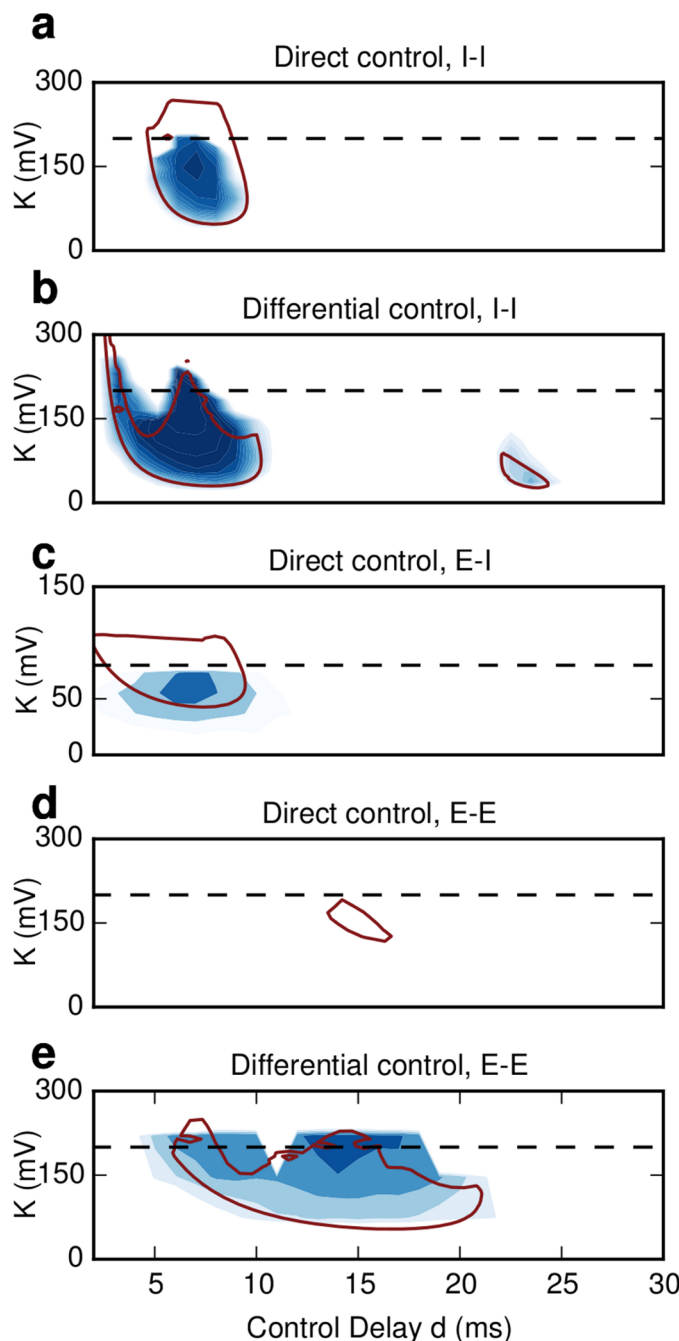 a
Direct control, I-I
300
150
0
K (mV)
b
Differential control, I-I
300
150
0
K (mV)
c
Direct control, E-I
150
50
0
K (mV)
d
Direct control, E-E
300
150
0
K (mV)
e
Differential control, E-E
300
150
0
K (mV)
5 10 15 20 25 30
Control Delay d (ms)